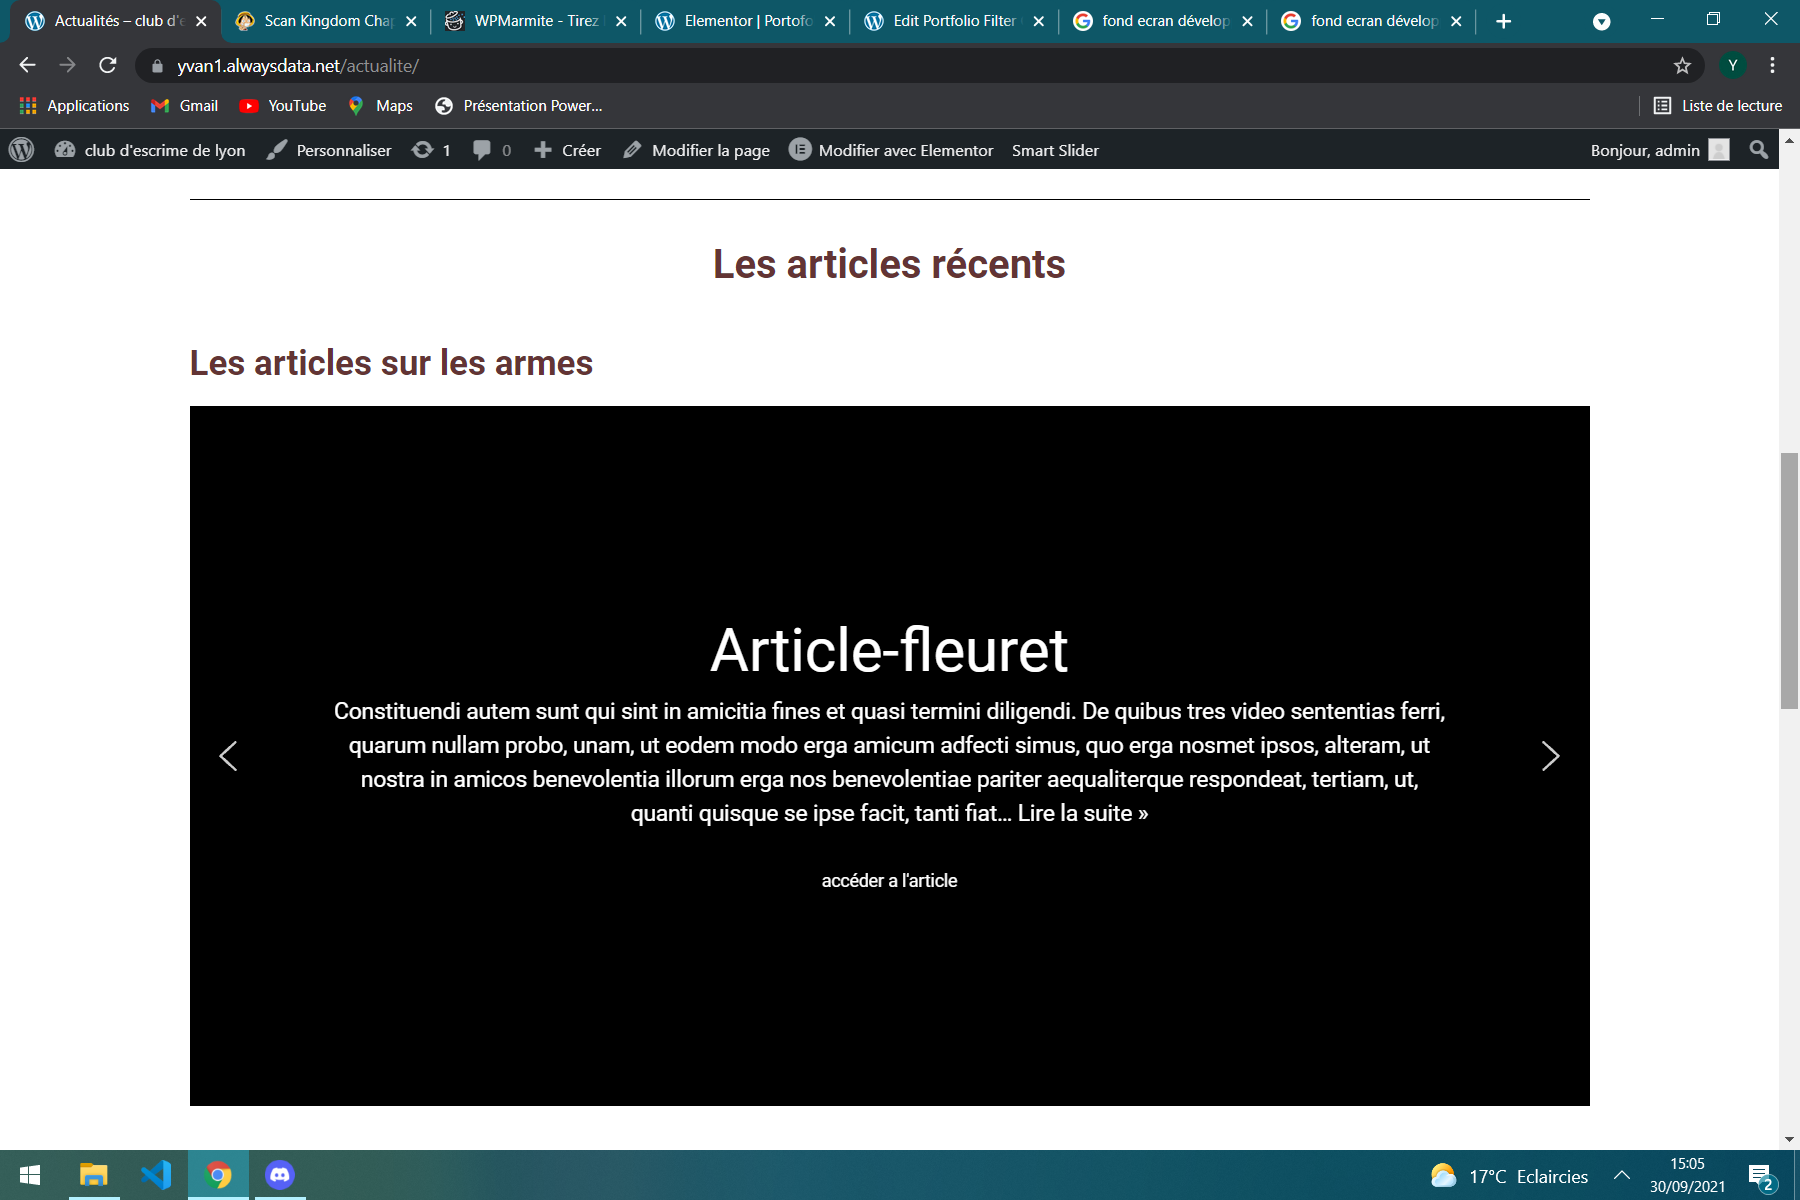 Actualités – club d'e
Scan Kingdom Chap
WPMarmite - Tirez
Elementor | Portofo
Edit Portfolio Filter
fond ecran dévelop
fond ecran dévelop
yvan1.alwaysdata.net/actualite/
Y
Applications
Gmail
YouTube
Maps
Présentation Power...
Liste de lecture
club d'escrime de lyon
Personnaliser
1
0
Créer
Modifier la page
Modifier avec Elementor
Smart Slider
Bonjour, admin
Les articles récents
Les articles sur les armes
Article-fleuret
Constituendi autem sunt qui sint in amicitia fines et quasi termini diligendi. De quibus tres video sententias ferri,
quarum nullam probo, unam, ut eodem modo erga amicum adfecti simus, quo erga nosmet ipsos, alteram, ut
nostra in amicos benevolentia illorum erga nos benevolentiae pariter aequaliterque respondeat, tertiam, ut,
quanti quisque se ipse facit, tanti fiat... Lire la suite »
accéder a l'article
17°C Eclaircies
15:05
30/09/2021
2